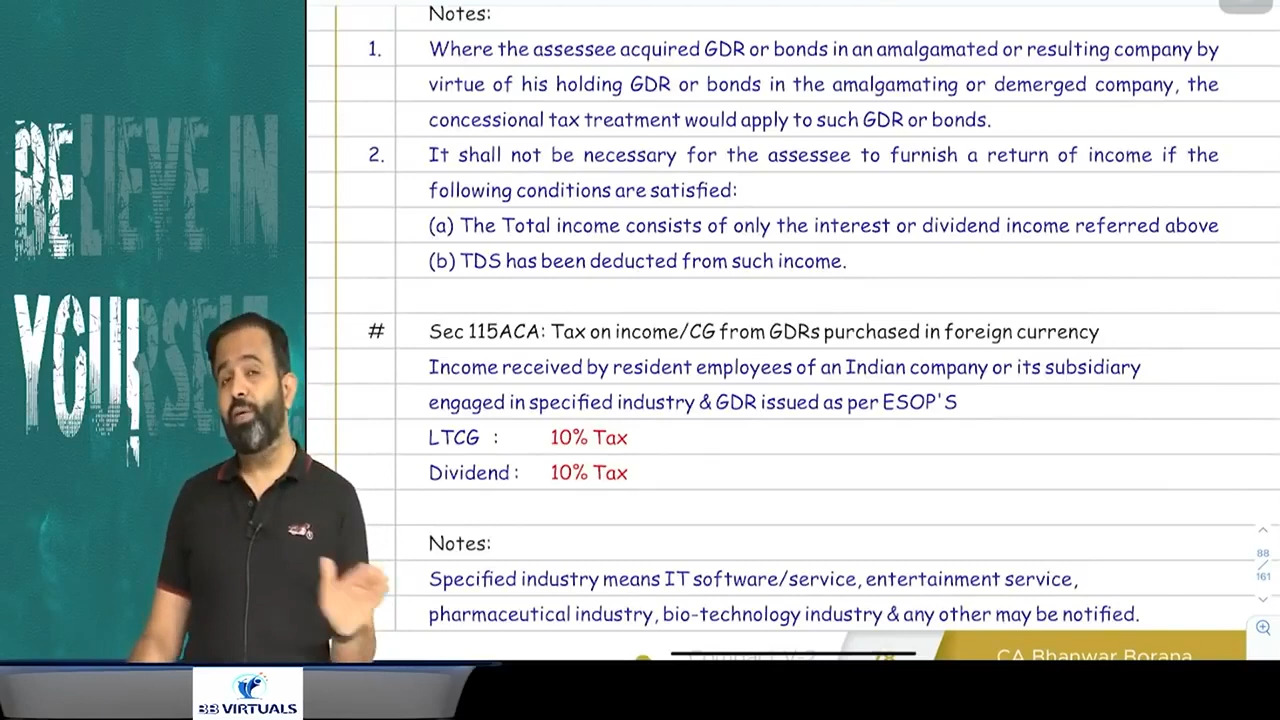 BELIEVE IN
YOURSELF
Notes:
1. Where the assessee acquired GDR or bonds in an amalgamated or resulting company by
virtue of his holding GDR or bonds in the amalgamating or demerged company, the
concessional tax treatment would apply to such GDR or bonds.
2. It shall not be necessary for the assessee to furnish a return of income if the
following conditions are satisfied:
(a) The Total income consists of only the interest or dividend income referred above
(b) TDS has been deducted from such income.
# Sec 115ACA: Tax on income/CG from GDRs purchased in foreign currency
Income received by resident employees of an Indian company or its subsidiary
engaged in specified industry & GDR issued as per ESOP'S
LTCG : 10% Tax
Dividend : 10% Tax
Notes:
Specified industry means IT software/service, entertainment service,
pharmaceutical industry, bio-technology industry & any other may be notified.
88
/
161
CA Bhanwar Borana
BB VIRTUALS